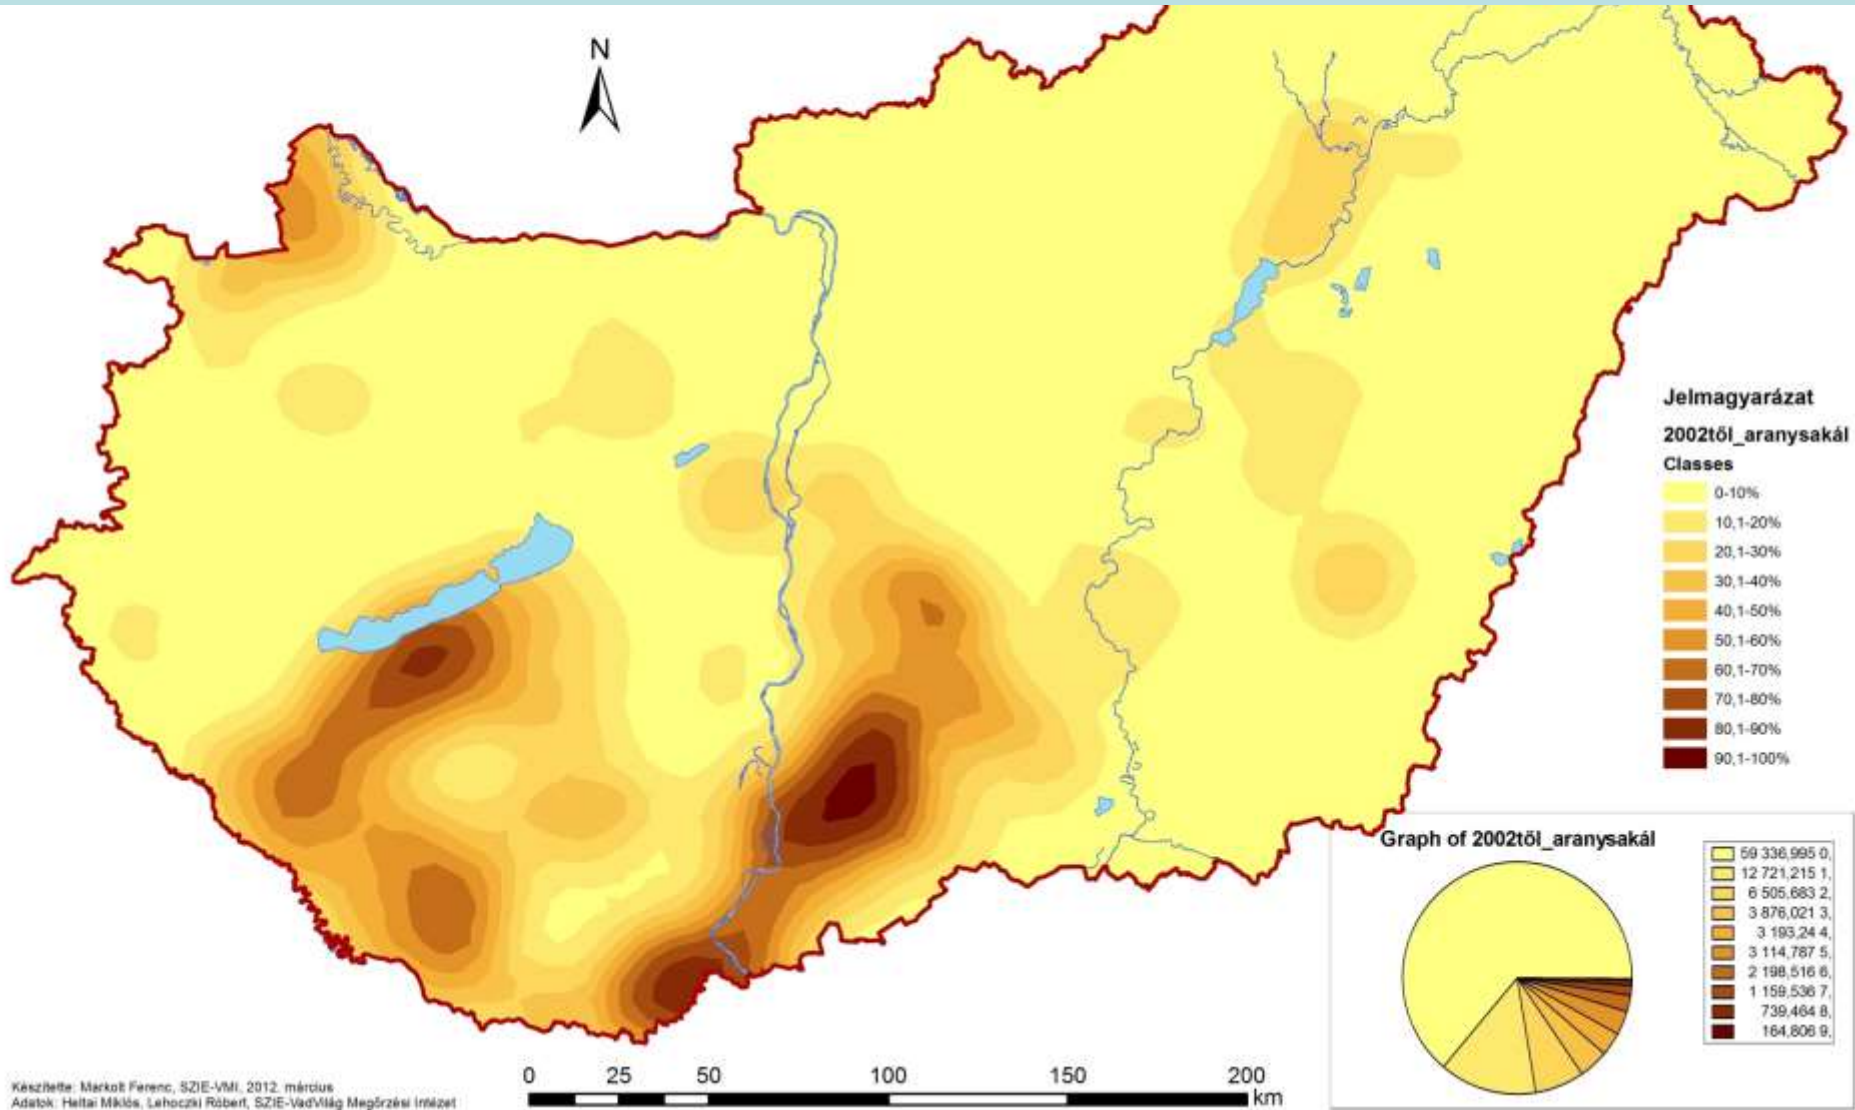 N
Jelmagyarázat
2002től_aranysakál
Classes
0-10%
10,1-20%
20,1-30%
30,1-40%
40,1-50%
50,1-60%
60,1-70%
70,1-80%
80,1-90%
90,1-100%
Graph of 2002től_aranysakál
59 336,995 0,
12 721,215 1,
6 505,683 2,
3 876,021 3,
3 193,24 4,
3 114,787 5,
2 198,516 6,
1 159,536 7,
739,464 8,
164,806 9,
0 25 50 100 150 200
km
Készítette: Markolt Ferenc, SZIE-VMI, 2012. március
Adatok: Heltai Miklós, Lehoczki Róbert, SZIE-VadVilág Megőrzési Intézet